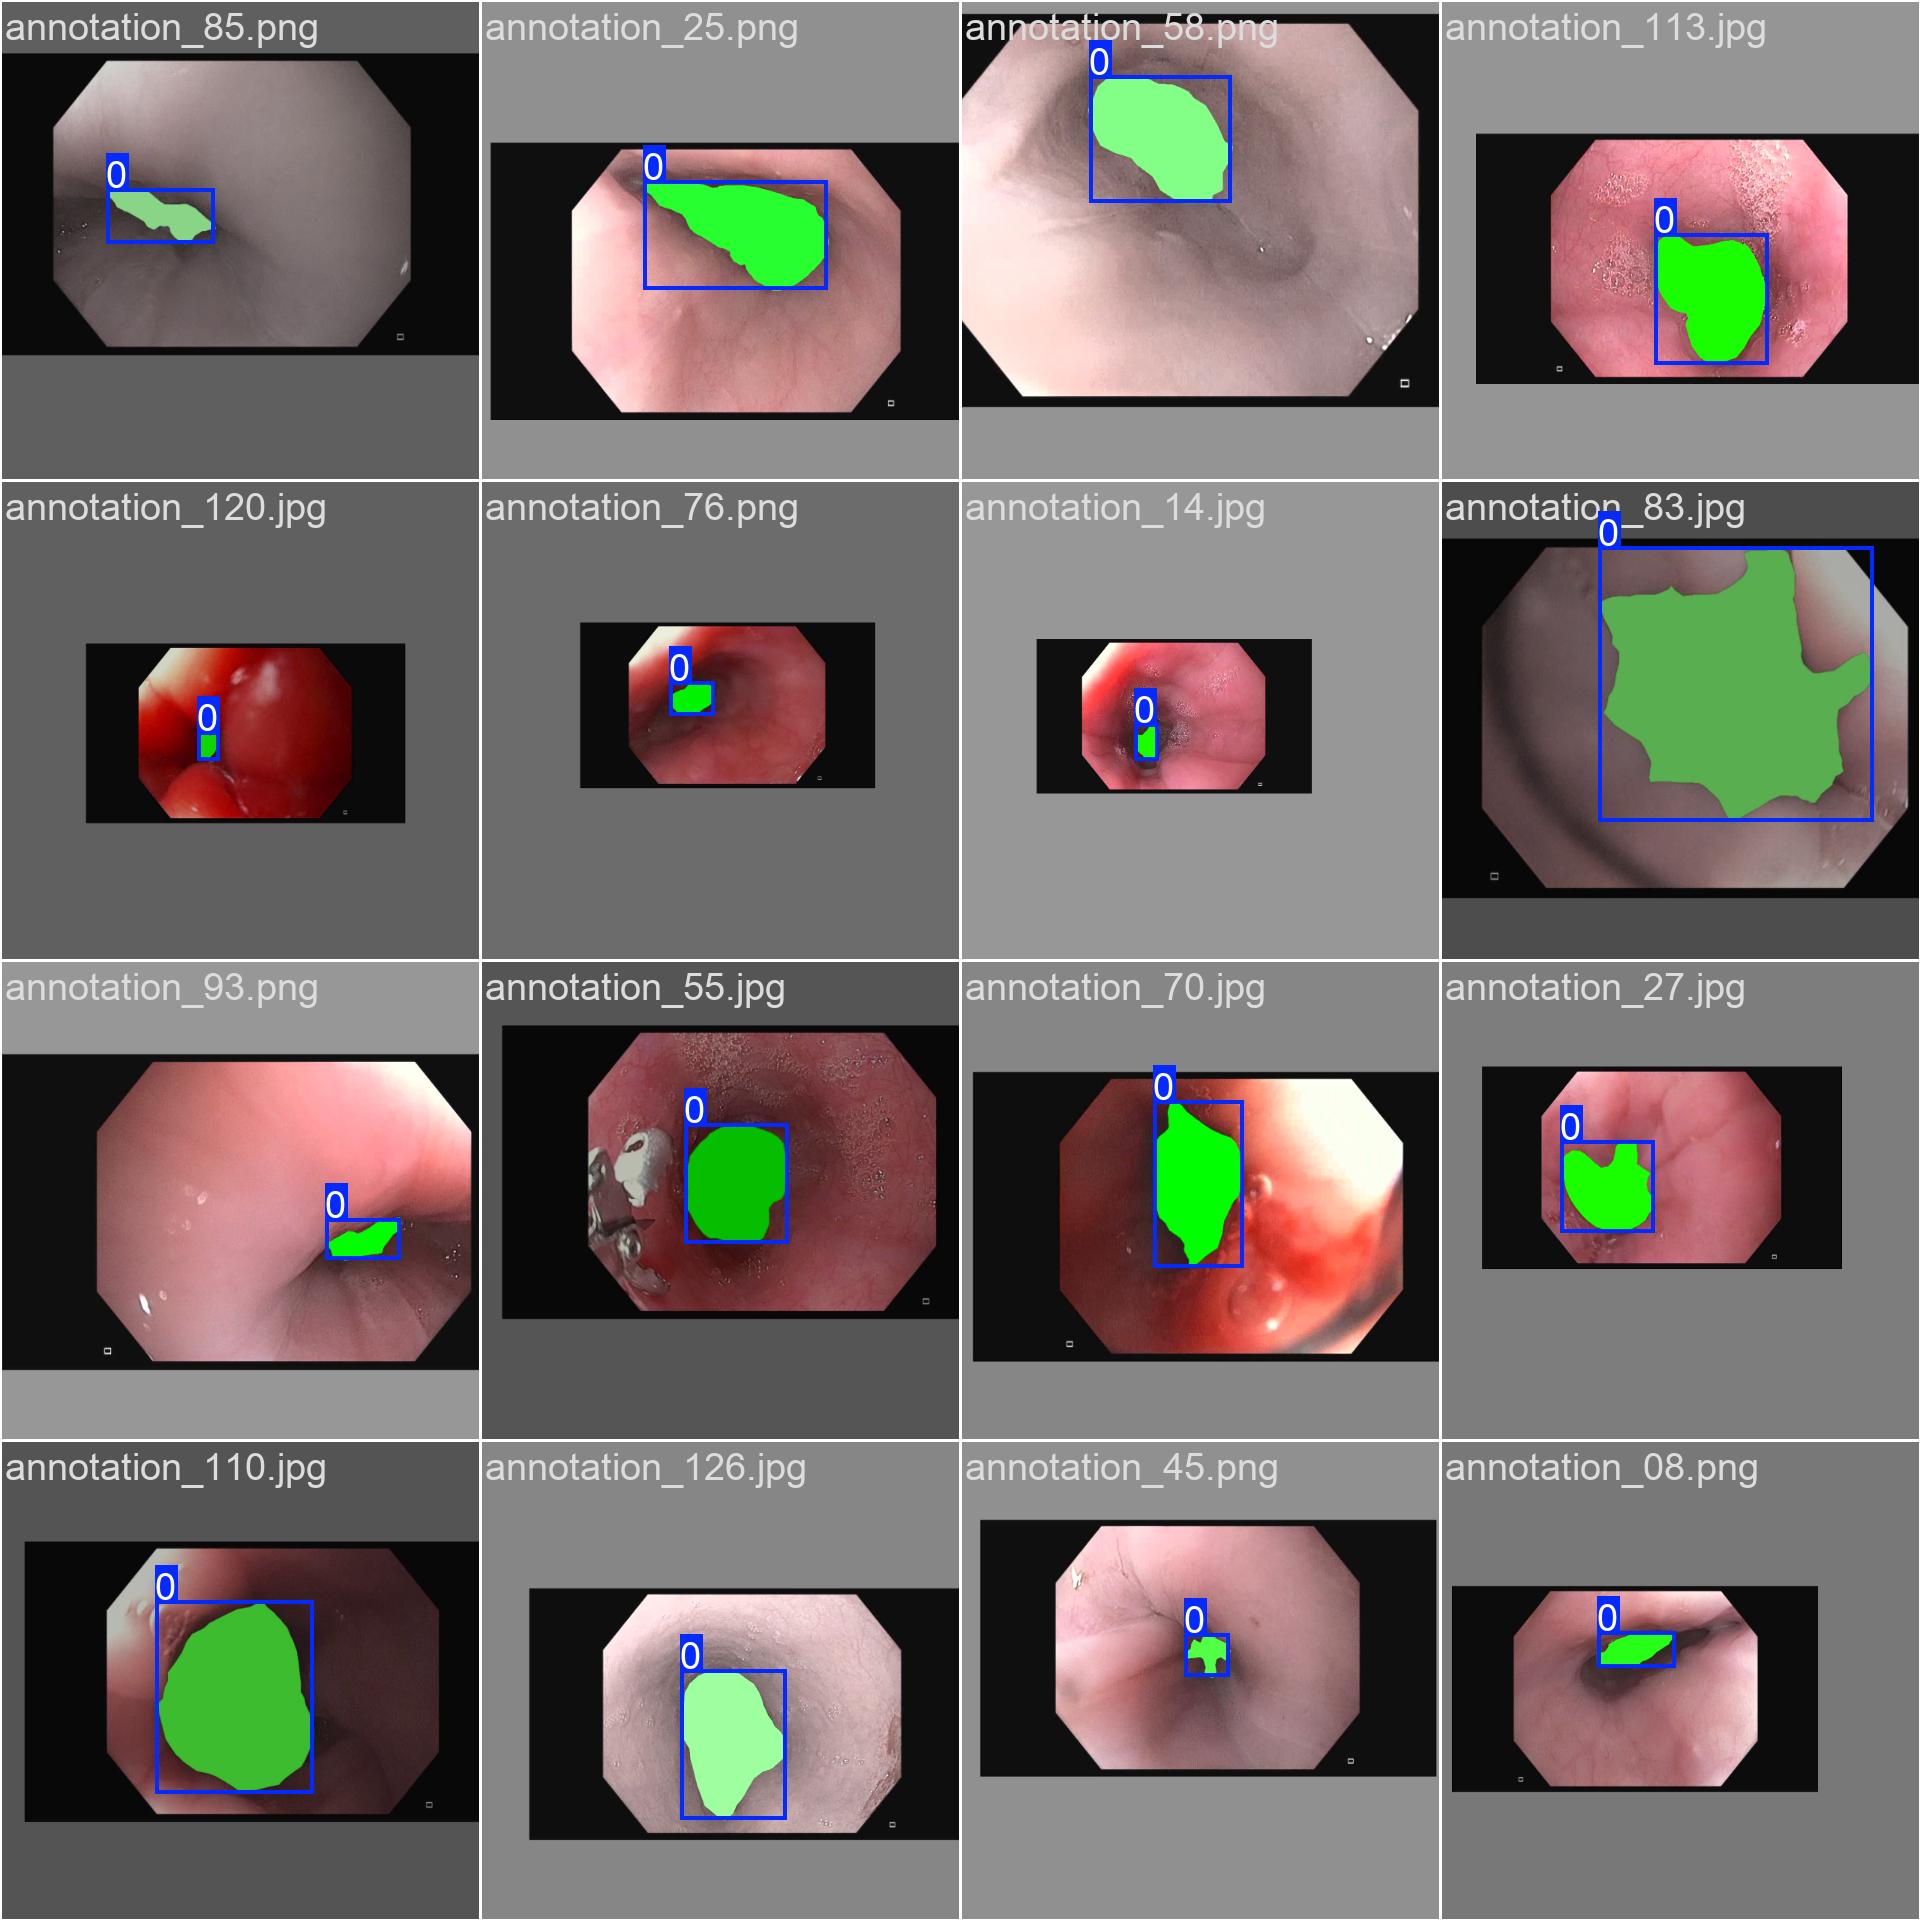 annotation_85.png
annotation_25.png
annotation_58.png
annotation_113.jpg
0
0
0
0
annotation_120.jpg
annotation_76.png
annotation_14.jpg
annotation_83.jpg
0
0
0
0
annotation_93.png
annotation_55.jpg
annotation_70.jpg
annotation_27.jpg
0
0
0
0
annotation_110.jpg
annotation_126.jpg
annotation_45.png
annotation_08.png
0
0
0
0